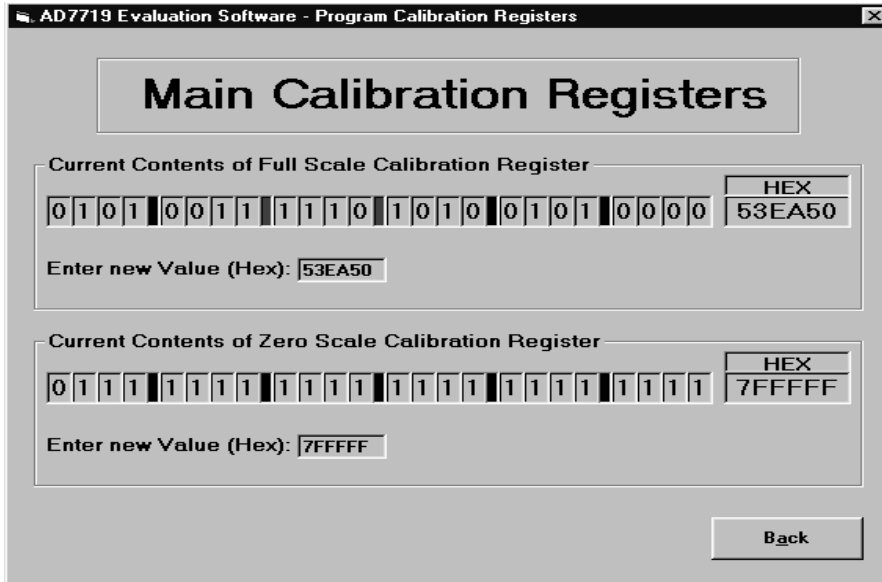 AD7719 Evaluation Software - Program Calibration Registers
Main Calibration Registers
Current Contents of Full Scale Calibration Register
HEX
0 1 0 1 0 0 1 1 1 1 1 0 1 0 1 0 0 1 0 1 0 0 0 0 53EA50
Enter new Value (Hex): 53EA50
Current Contents of Zero Scale Calibration Register
HEX
0 1 1 1 1 1 1 1 1 1 1 1 1 1 1 1 1 1 1 1 1 1 1 1 7FFFFF
Enter new Value (Hex): 7FFFFF
Back